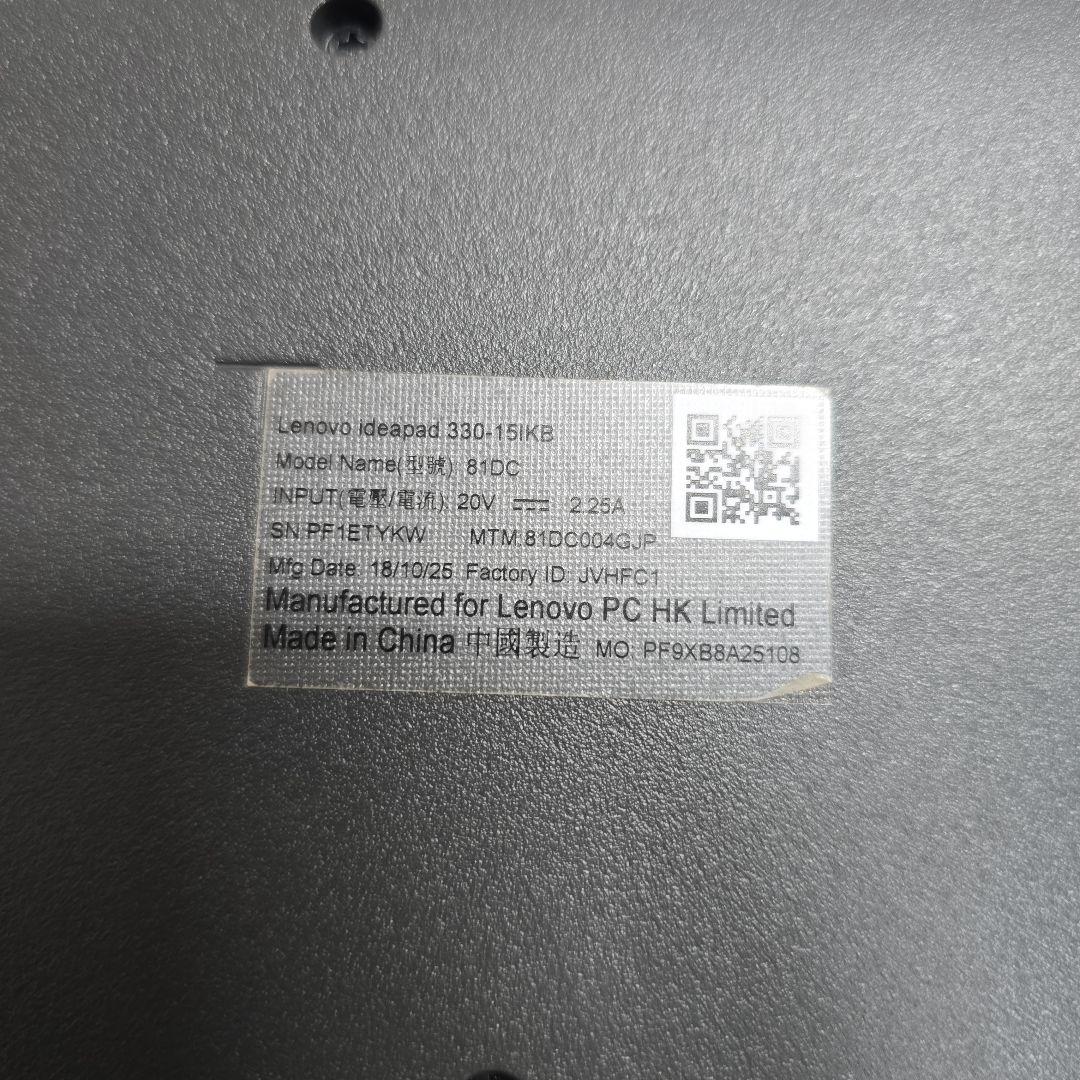 Lenovo ideapad 330-15IKB
Model Name(型號): 81DC
INPUT(電壓/電流): 20V ⎓ 2.25A
SN:PF1ETYKW MTM:81DC004GJP
Mfg Date: 18/10/25 Factory ID: JVHFC1
Manufactured for Lenovo PC HK Limited
Made in China 中國製造 MO: PF9XB8A25108